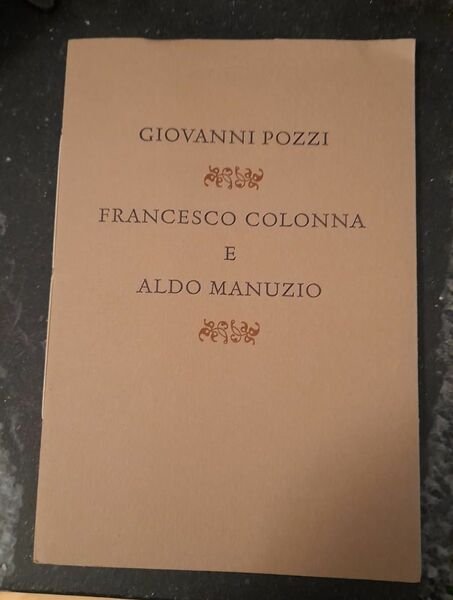 GIOVANNI POZZI
FRANCESCO COLONNA
E
ALDO MANUZIO